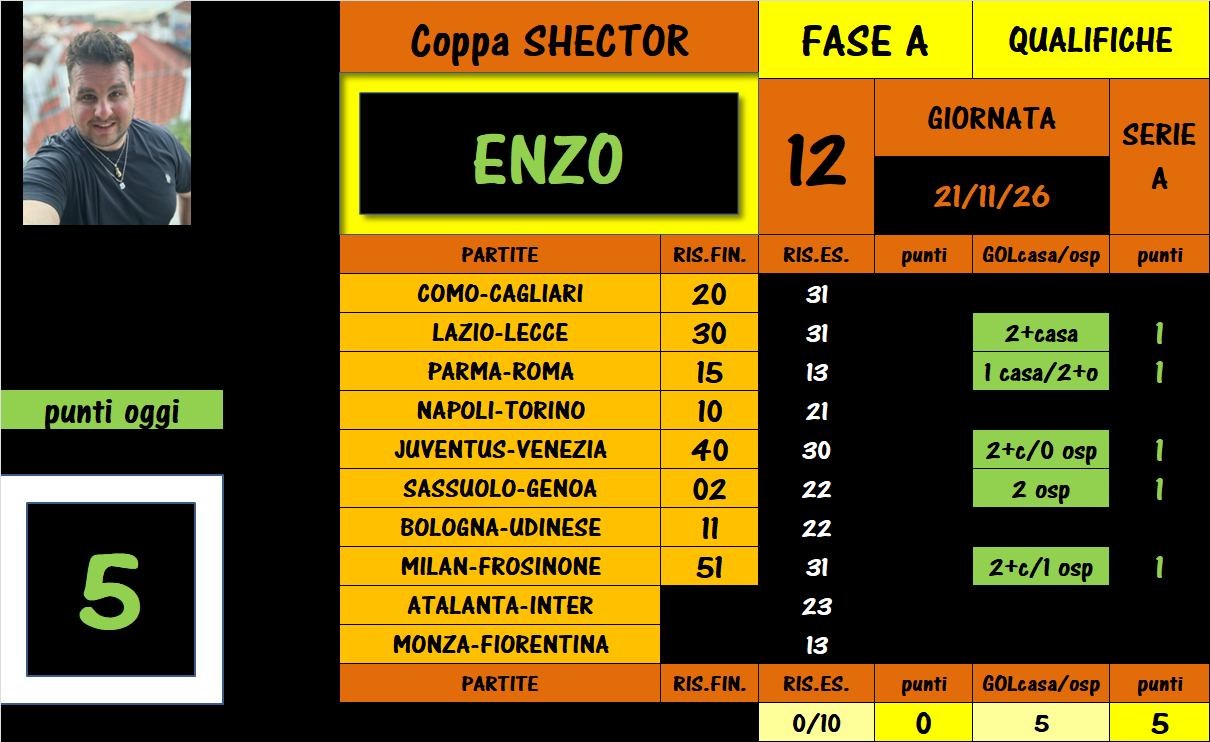 Coppa SHECTOR FASE A QUALIFICHE
ENZO 12 GIORNATA SERIE A
21/11/26
PARTITE RIS.FIN. RIS.ES. punti GOLcasa/osp punti
COMO-CAGLIARI 20 31
LAZIO-LECCE 30 31 2+casa 1
PARMA-ROMA 15 13 1 casa/2+o 1
punti oggi
NAPOLI-TORINO 10 21
JUVENTUS-VENEZIA 40 30 2+c/0 osp 1
SASSUOLO-GENOA 02 22 2 osp 1
BOLOGNA-UDINESE 11 22
MILAN-FROSINONE 51 31 2+c/1 osp 1
5
ATALANTA-INTER 23
MONZA-FIORENTINA 13
PARTITE RIS.FIN. RIS.ES. punti GOLcasa/osp punti
0/10 0 5 5